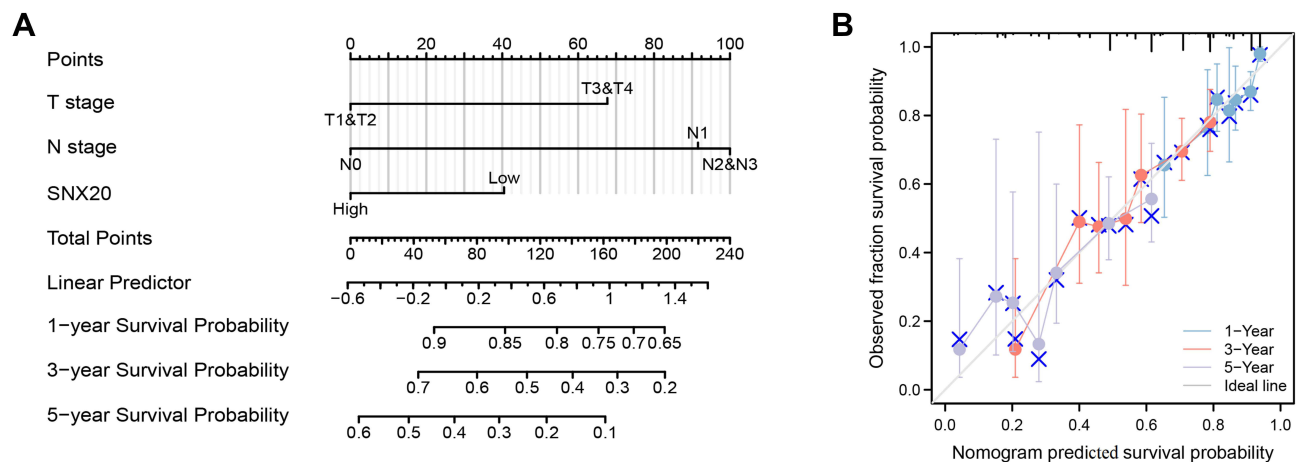 A
Points
0 20 40 60 80 100
T stage
T1&T2
T3&T4
N stage
N0
N1
N2&N3
SNX20
High
Low
Total Points
0 40 80 120 160 200 240
Linear Predictor
−0.6 −0.2 0.2 0.6 1 1.4
1−year Survival Probability
0.9 0.85 0.8 0.75 0.7 0.65
3−year Survival Probability
0.7 0.6 0.5 0.4 0.3 0.2
5−year Survival Probability
0.6 0.5 0.4 0.3 0.2 0.1
B
Observed fraction survival probability
1.0
0.8
0.6
0.4
0.2
0.0
1−Year
3−Year
5−Year
Ideal line
0.0 0.2 0.4 0.6 0.8 1.0
Nomogram predicted survival probability